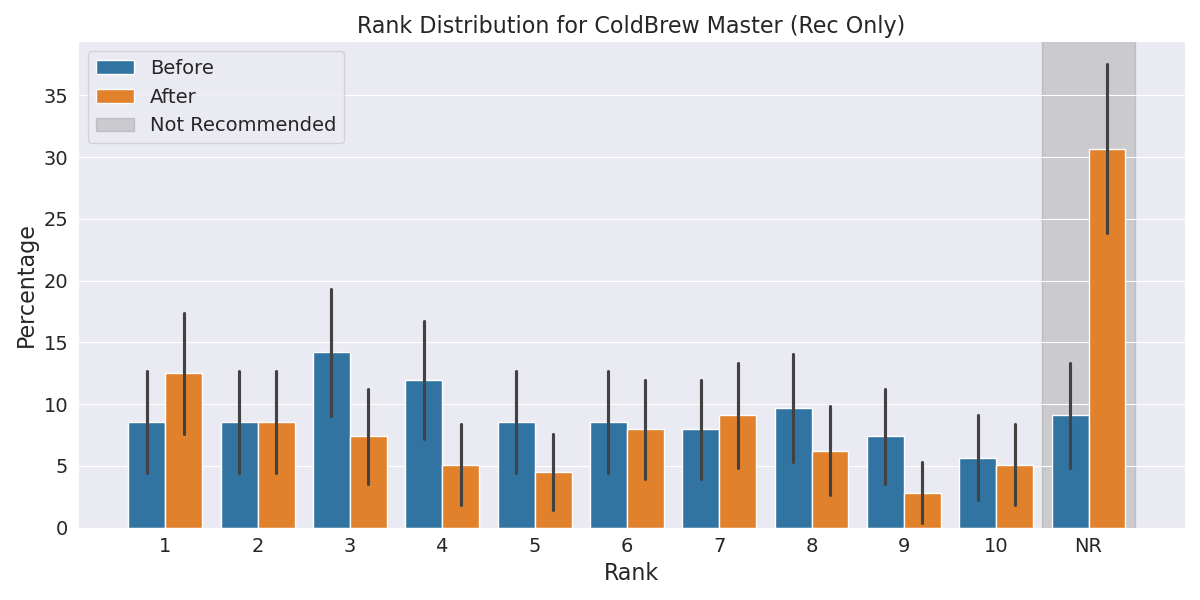 Rank Distribution for ColdBrew Master (Rec Only)
Before
After
Not Recommended
Percentage
35
30
25
20
15
10
5
0
1 2 3 4 5 6 7 8 9 10 NR
Rank